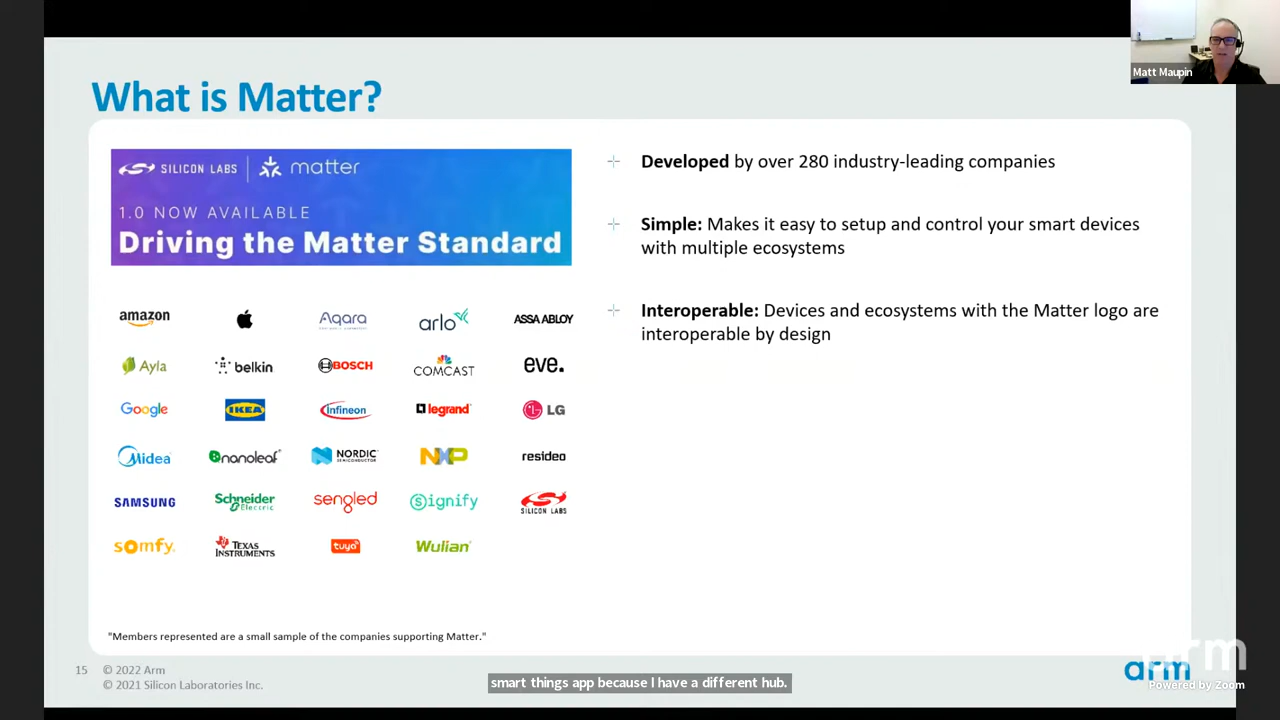 Matt Maupin
What is Matter?
SILICON LABS
matter
1.0 NOW AVAILABLE
Driving the Matter Standard
Developed by over 280 industry-leading companies
Simple: Makes it easy to setup and control your smart devices
with multiple ecosystems
Interoperable: Devices and ecosystems with the Matter logo are
interoperable by design
amazon
Aqara
arlo
ASSA ABLOY
Ayla
belkin
BOSCH
COMCAST
eve.
Google
IKEA
Infineon
legrand
LG
Midea
nanoleaf
NORDIC
SEMICONDUCTOR
NXP
resideo
SAMSUNG
Schneider
Electric
sengled
Signify
SILICON LABS
somfy.
TEXAS
INSTRUMENTS
tuya
Wulian
"Members represented are a small sample of the companies supporting Matter."
15
© 2022 Arm
© 2021 Silicon Laboratories Inc.
smart things app because I have a different hub.
arm
arm
Powered by Zoom